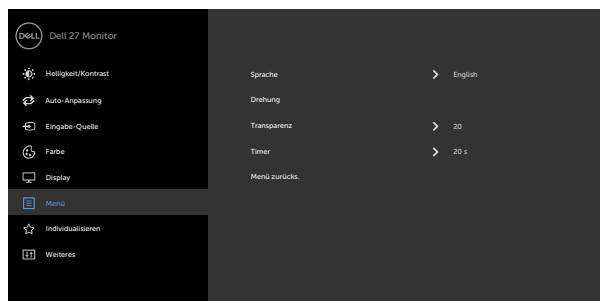 DELL Dell 27 Monitor
Helligkeit/Kontrast
Auto-Anpassung
Eingabe-Quelle
Farbe
Display
Menü
Individualisieren
Weiteres
Sprache English
Drehung
Transparenz 20
Timer 20 s
Menü zurücks.